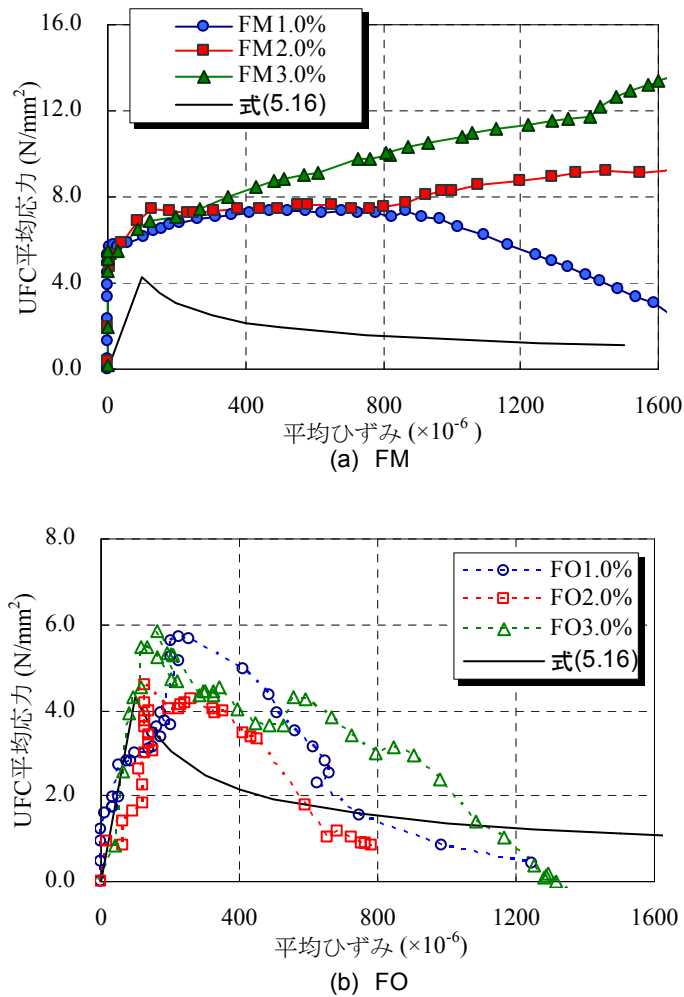 16.0
12.0
8.0
4.0
0.0
UFC平均応力 (N/mm²)
FM1.0%
FM2.0%
FM3.0%
式(5.16)
0 400 800 1200 1600
平均ひずみ (×10⁻⁶)
(a) FM
8.0
6.0
4.0
2.0
0.0
UFC平均応力 (N/mm²)
FO1.0%
FO2.0%
FO3.0%
式(5.16)
0 400 800 1200 1600
平均ひずみ (×10⁻⁶)
(b) FO